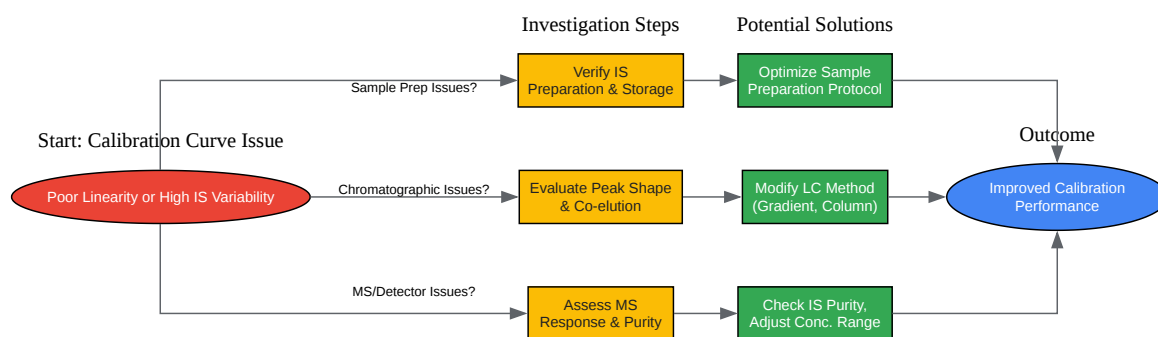 Investigation Steps
Potential Solutions
Verify IS
Preparation & Storage
Optimize Sample
Preparation Protocol
Sample Prep Issues?
Start: Calibration Curve Issue
Outcome
Poor Linearity or High IS Variability
Chromatographic Issues?
Evaluate Peak Shape
& Co-elution
Modify LC Method
(Gradient, Column)
Improved Calibration
Performance
MS/Detector Issues?
Assess MS
Response & Purity
Check IS Purity,
Adjust Conc. Range